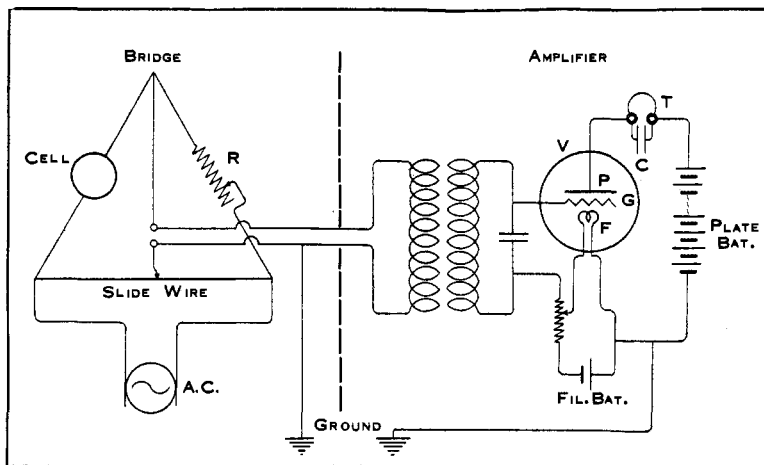 BRIDGE
AMPLIFIER
T
V
C
CELL
R
P
G
F
PLATE
BAT.
SLIDE WIRE
A.C.
FIL. BAT.
GROUND